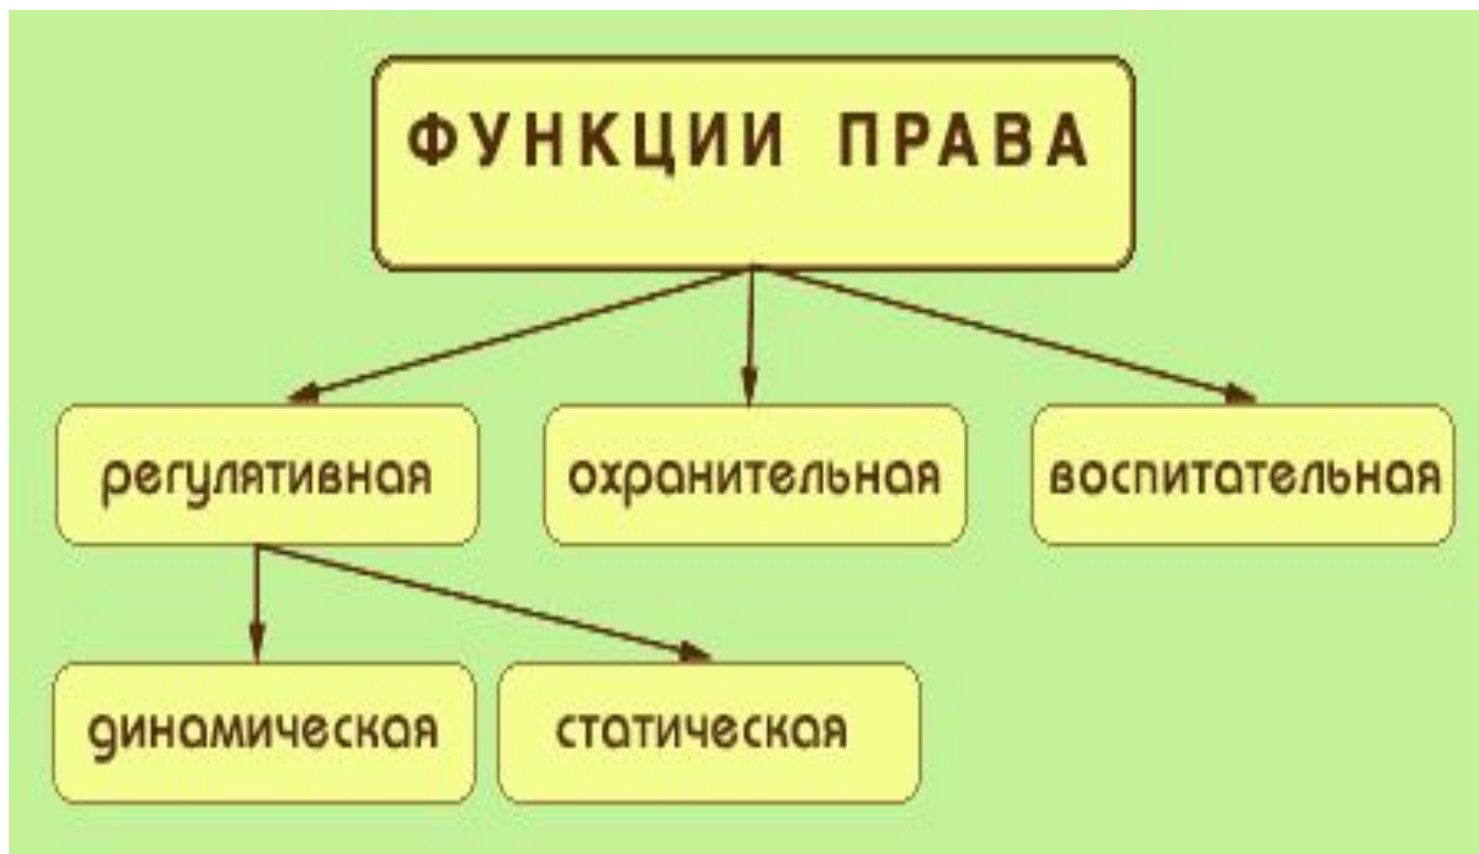 ФУНКЦИИ ПРАВА
регулятивная
охранительная
воспитательная
динамическая
статическая